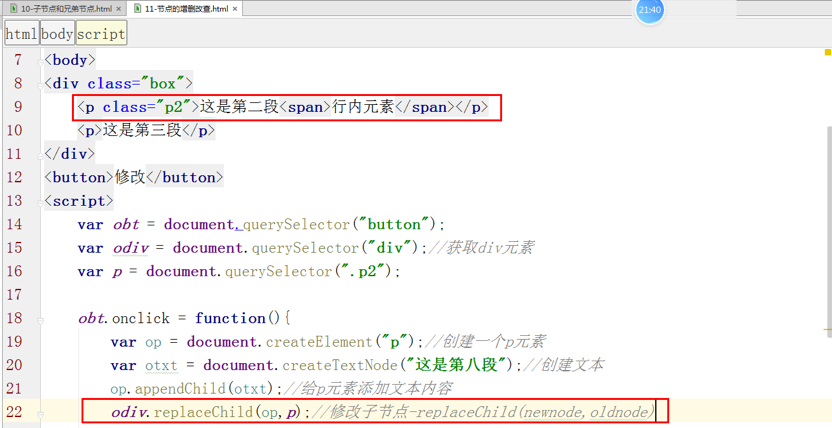 10-子节点和兄弟节点.html × 11-节点的增删改查.html × 21:40
html body script
7 <body>
8 <div class="box">
9 <p class="p2">这是第二段<span>行内元素</span></p>
10 <p>这是第三段</p>
11 </div>
12 <button>修改</button>
13 <script>
14 var obt = document.querySelector("button");
15 var odiv = document.querySelector("div");//获取div元素
16 var p = document.querySelector(".p2");
17
18 obt.onclick = function(){
19 var op = document.createElement("p");//创建一个p元素
20 var otxt = document.createTextNode("这是第八段");//创建文本
21 op.appendChild(otxt);//给p元素添加文本内容
22 odiv.replaceChild(op,p);//修改子节点-replaceChild(newnode,oldnode)